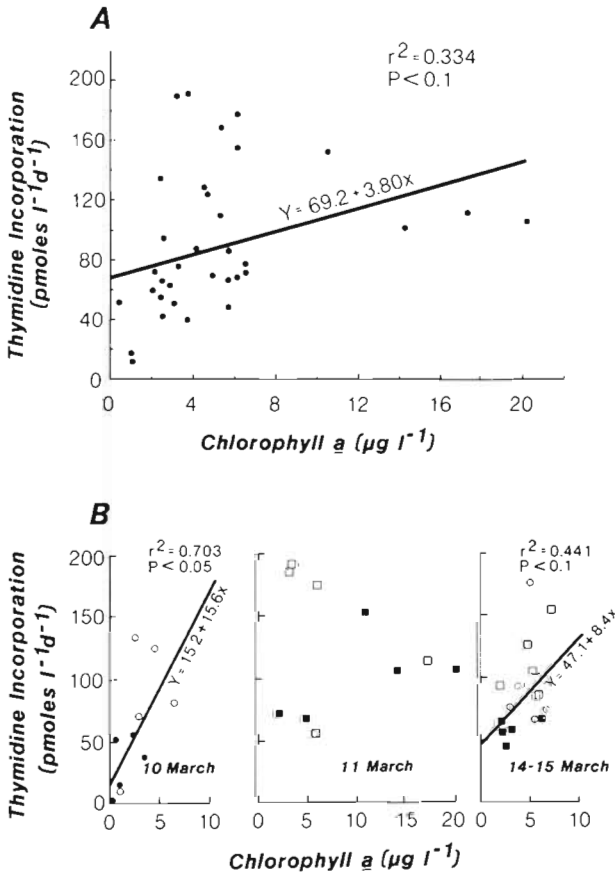 A
r² = 0.334
P < 0.1
Thymidine Incorporation
(pmoles l⁻¹d⁻¹)
200
160
120
80
40
0
Y = 69.2 + 3.80x
0 4 8 12 16 20
Chlorophyll a (µg l⁻¹)
B
Thymidine Incorporation
(pmoles l⁻¹d⁻¹)
200
150
100
50
0
r² = 0.703
P < 0.05
Y = 15.2 + 15.6x
10 March
0 5 10
11 March
0 5 10 15 20
r² = 0.441
P < 0.1
Y = 47.1 + 8.4x
14-15 March
0 5 10
Chlorophyll a (µg l⁻¹)